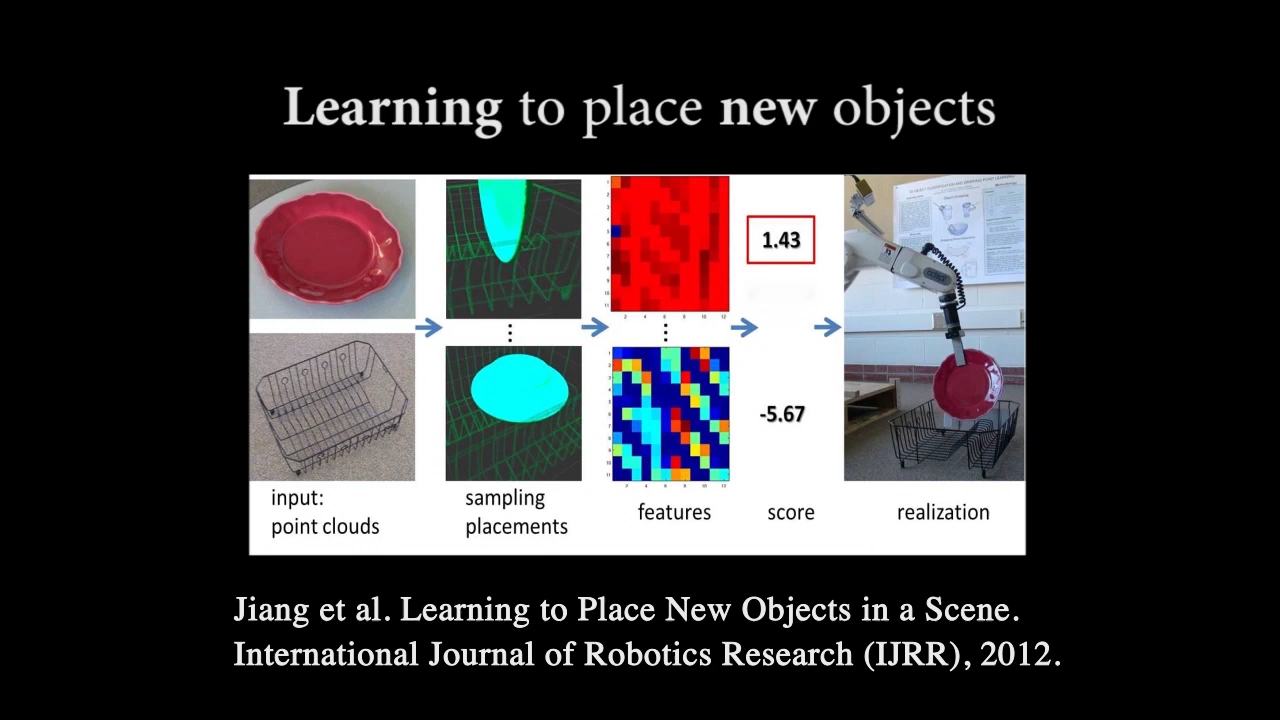 Learning to place new objects
1.43
-5.67
input:
point clouds
sampling
placements
features
score
realization
Jiang et al. Learning to Place New Objects in a Scene.
International Journal of Robotics Research (IJRR), 2012.